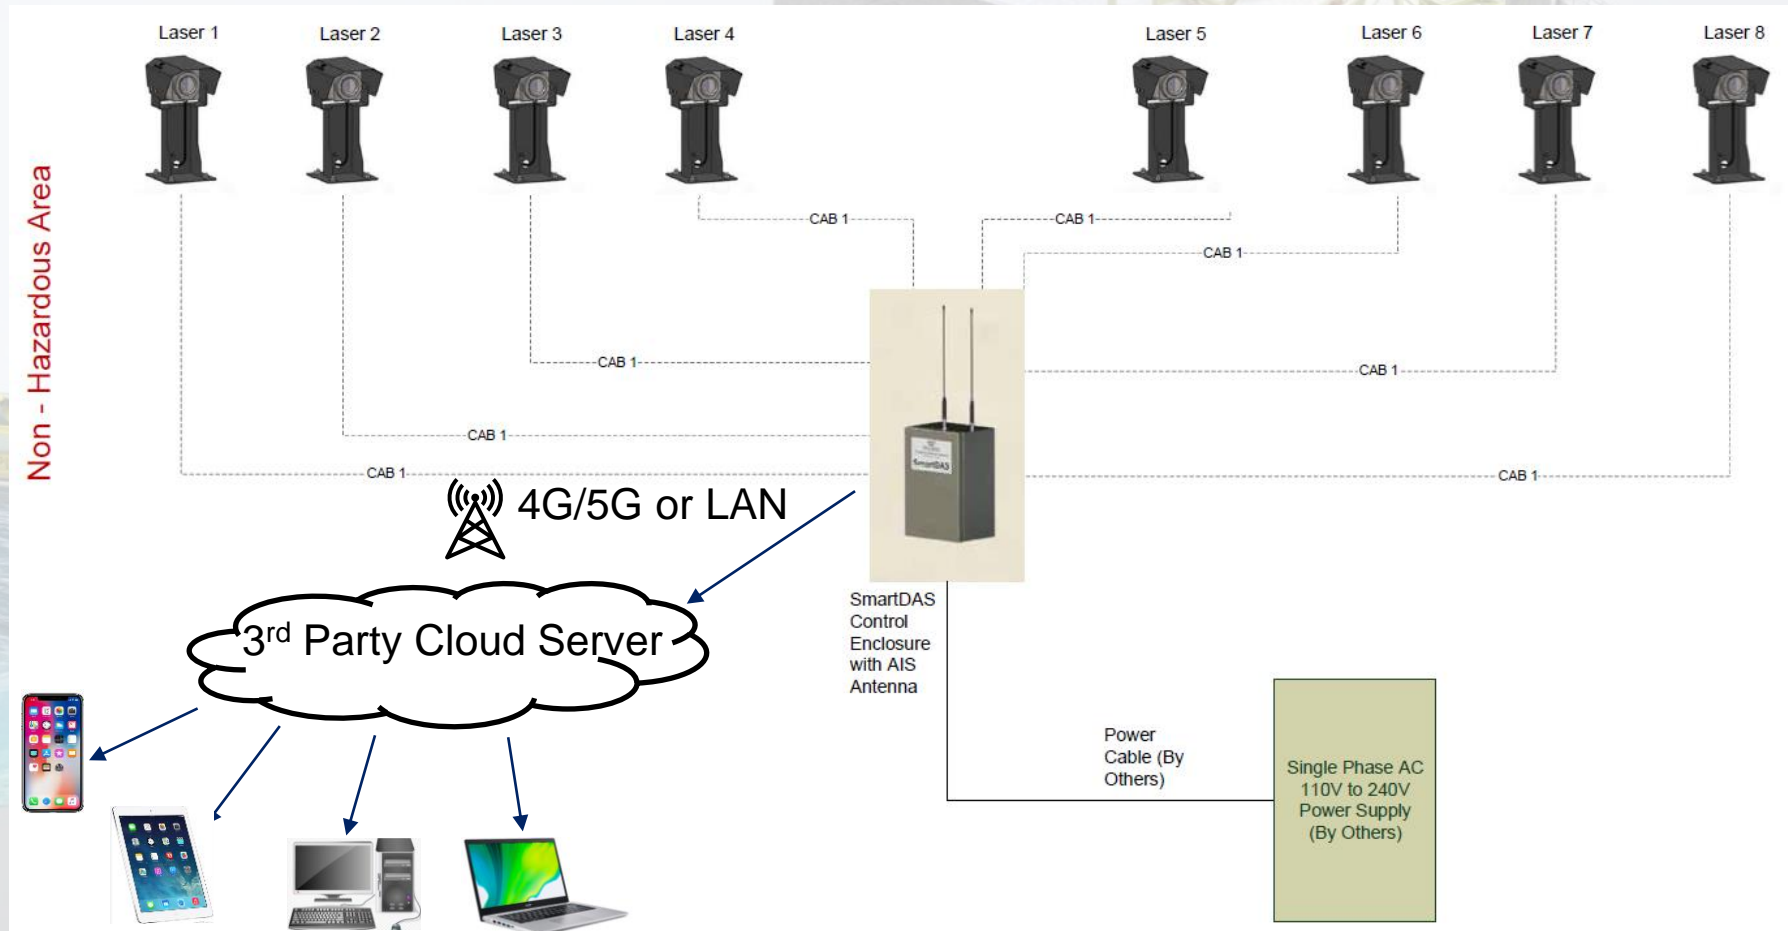 Laser 1
Laser 2
Laser 3
Laser 4
Laser 5
Laser 6
Laser 7
Laser 8
Non - Hazardous Area
CAB 1
CAB 1
CAB 1
CAB 1
CAB 1
CAB 1
CAB 1
CAB 1
SmartDAS
4G/5G or LAN
3rd Party Cloud Server
SmartDAS
Control
Enclosure
with AIS
Antenna
Power
Cable (By
Others)
Single Phase AC
110V to 240V
Power Supply
(By Others)